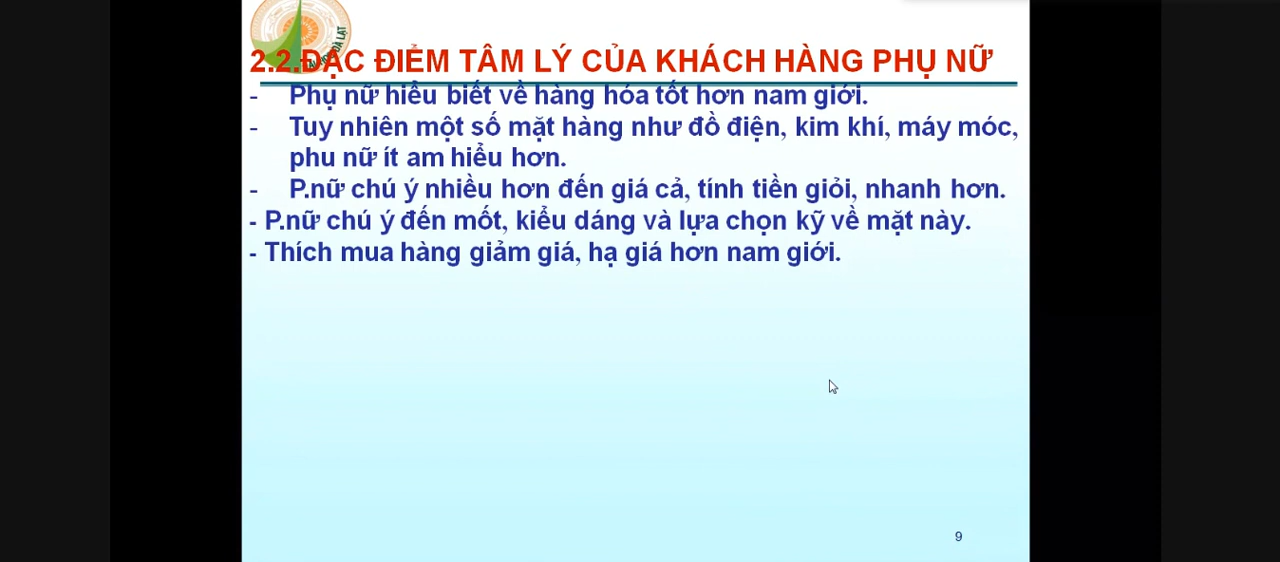 2.2.ĐẶC ĐIỂM TÂM LÝ CỦA KHÁCH HÀNG PHỤ NỮ
- Phụ nữ hiểu biết về hàng hóa tốt hơn nam giới.
- Tuy nhiên một số mặt hàng như đồ điện, kim khí, máy móc,
phu nữ ít am hiểu hơn.
- P.nữ chú ý nhiều hơn đến giá cả, tính tiền giỏi, nhanh hơn.
- P.nữ chú ý đến mốt, kiểu dáng và lựa chọn kỹ về mặt này.
- Thích mua hàng giảm giá, hạ giá hơn nam giới.
9